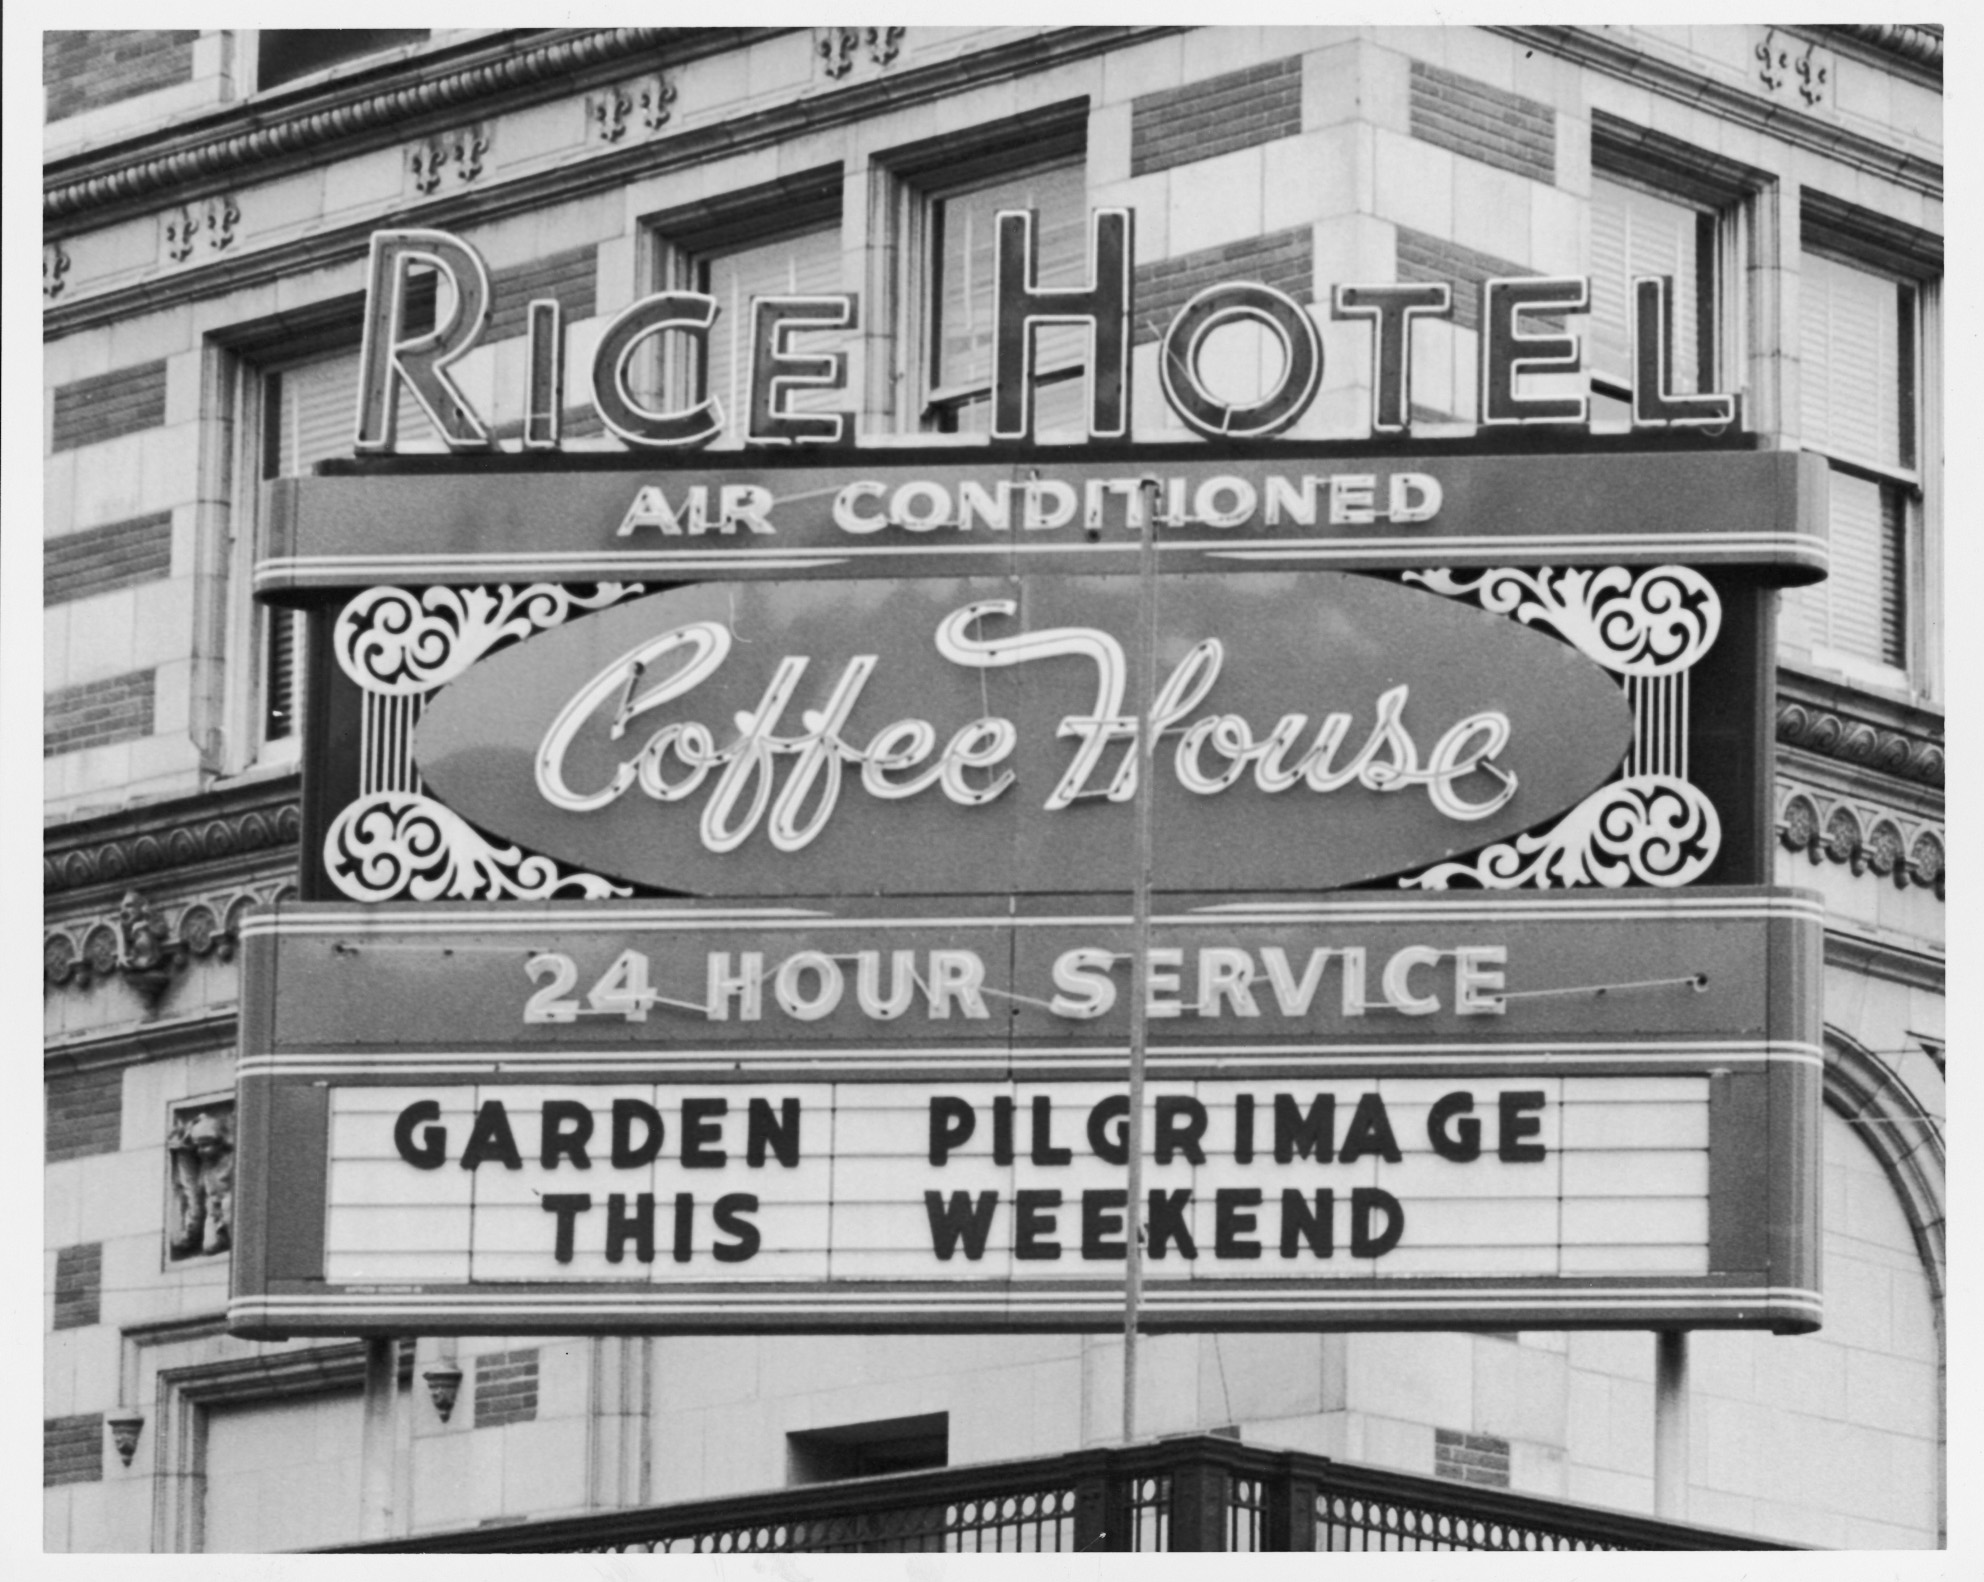 RICE HOTEL
AIR CONDITIONED
Coffee House
24 HOUR SERVICE
GARDEN PILGRIMAGE
THIS WEEKEND